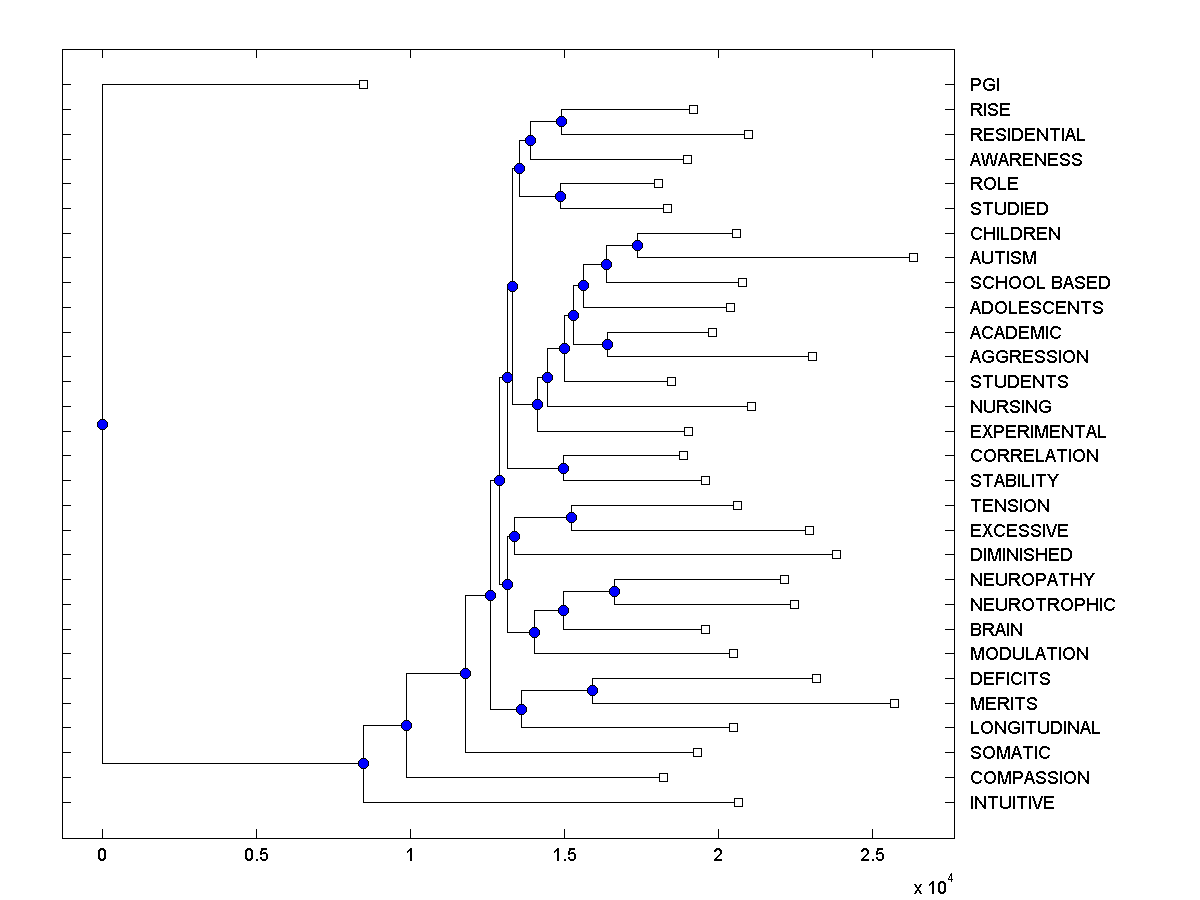 PGI
RISE
RESIDENTIAL
AWARENESS
ROLE
STUDIED
CHILDREN
AUTISM
SCHOOL BASED
ADOLESCENTS
ACADEMIC
AGGRESSION
STUDENTS
NURSING
EXPERIMENTAL
CORRELATION
STABILITY
TENSION
EXCESSIVE
DIMINISHED
NEUROPATHY
NEUROTROPHIC
BRAIN
MODULATION
DEFICITS
MERITS
LONGITUDINAL
SOMATIC
COMPASSION
INTUITIVE
0 0.5 1 1.5 2 2.5
x 10^4